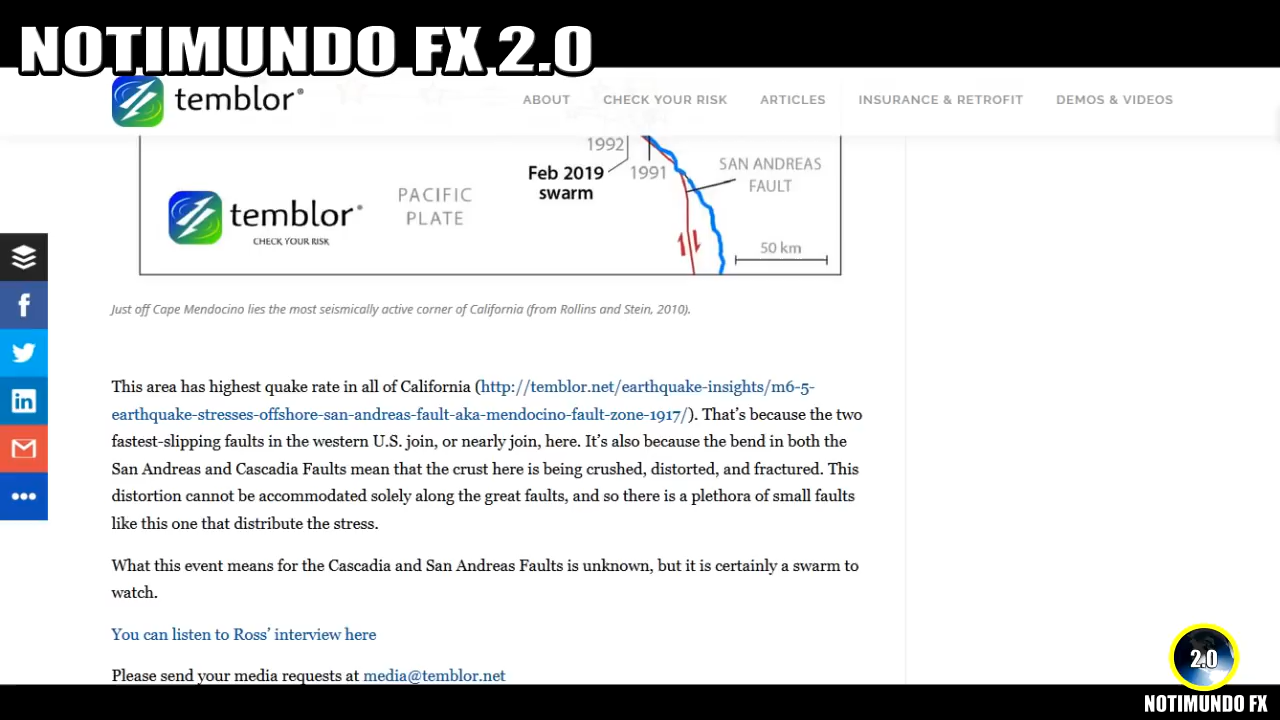 NOTIMUNDO FX 2.0
temblor
ABOUT CHECK YOUR RISK ARTICLES INSURANCE & RETROFIT DEMOS & VIDEOS
1992
Feb 2019
swarm
1991
SAN ANDREAS
FAULT
PACIFIC
PLATE
temblor
CHECK YOUR RISK
50 km
Just off Cape Mendocino lies the most seismically active corner of California (from Rollins and Stein, 2010).
This area has highest quake rate in all of California (http://temblor.net/earthquake-insights/m6-5-
earthquake-stresses-offshore-san-andreas-fault-aka-mendocino-fault-zone-1917/). That's because the two
fastest-slipping faults in the western U.S. join, or nearly join, here. It's also because the bend in both the
San Andreas and Cascadia Faults mean that the crust here is being crushed, distorted, and fractured. This
distortion cannot be accommodated solely along the great faults, and so there is a plethora of small faults
like this one that distribute the stress.
What this event means for the Cascadia and San Andreas Faults is unknown, but it is certainly a swarm to
watch.
You can listen to Ross' interview here
Please send your media requests at media@temblor.net
2.0
NOTIMUNDO FX